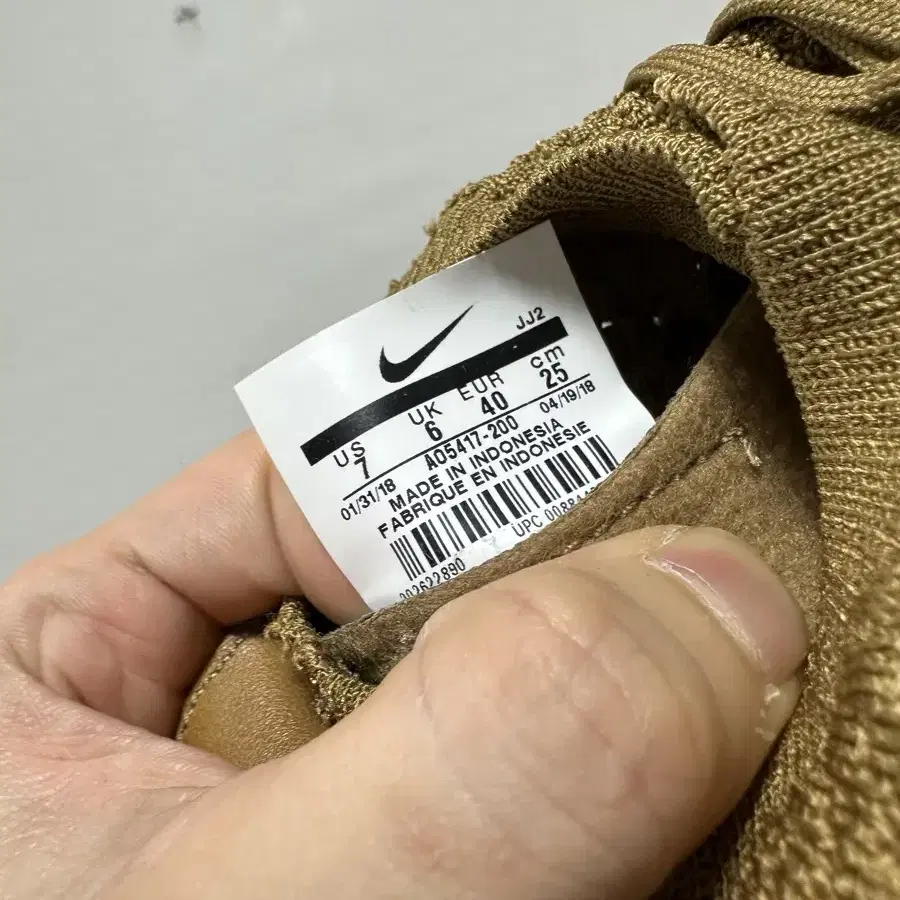 JJ2
US UK EUR cm
7 6 40 25
01/31/18 AO5417-200 04/19/18
MADE IN INDONESIA
FABRIQUE EN INDONESIE
UPC